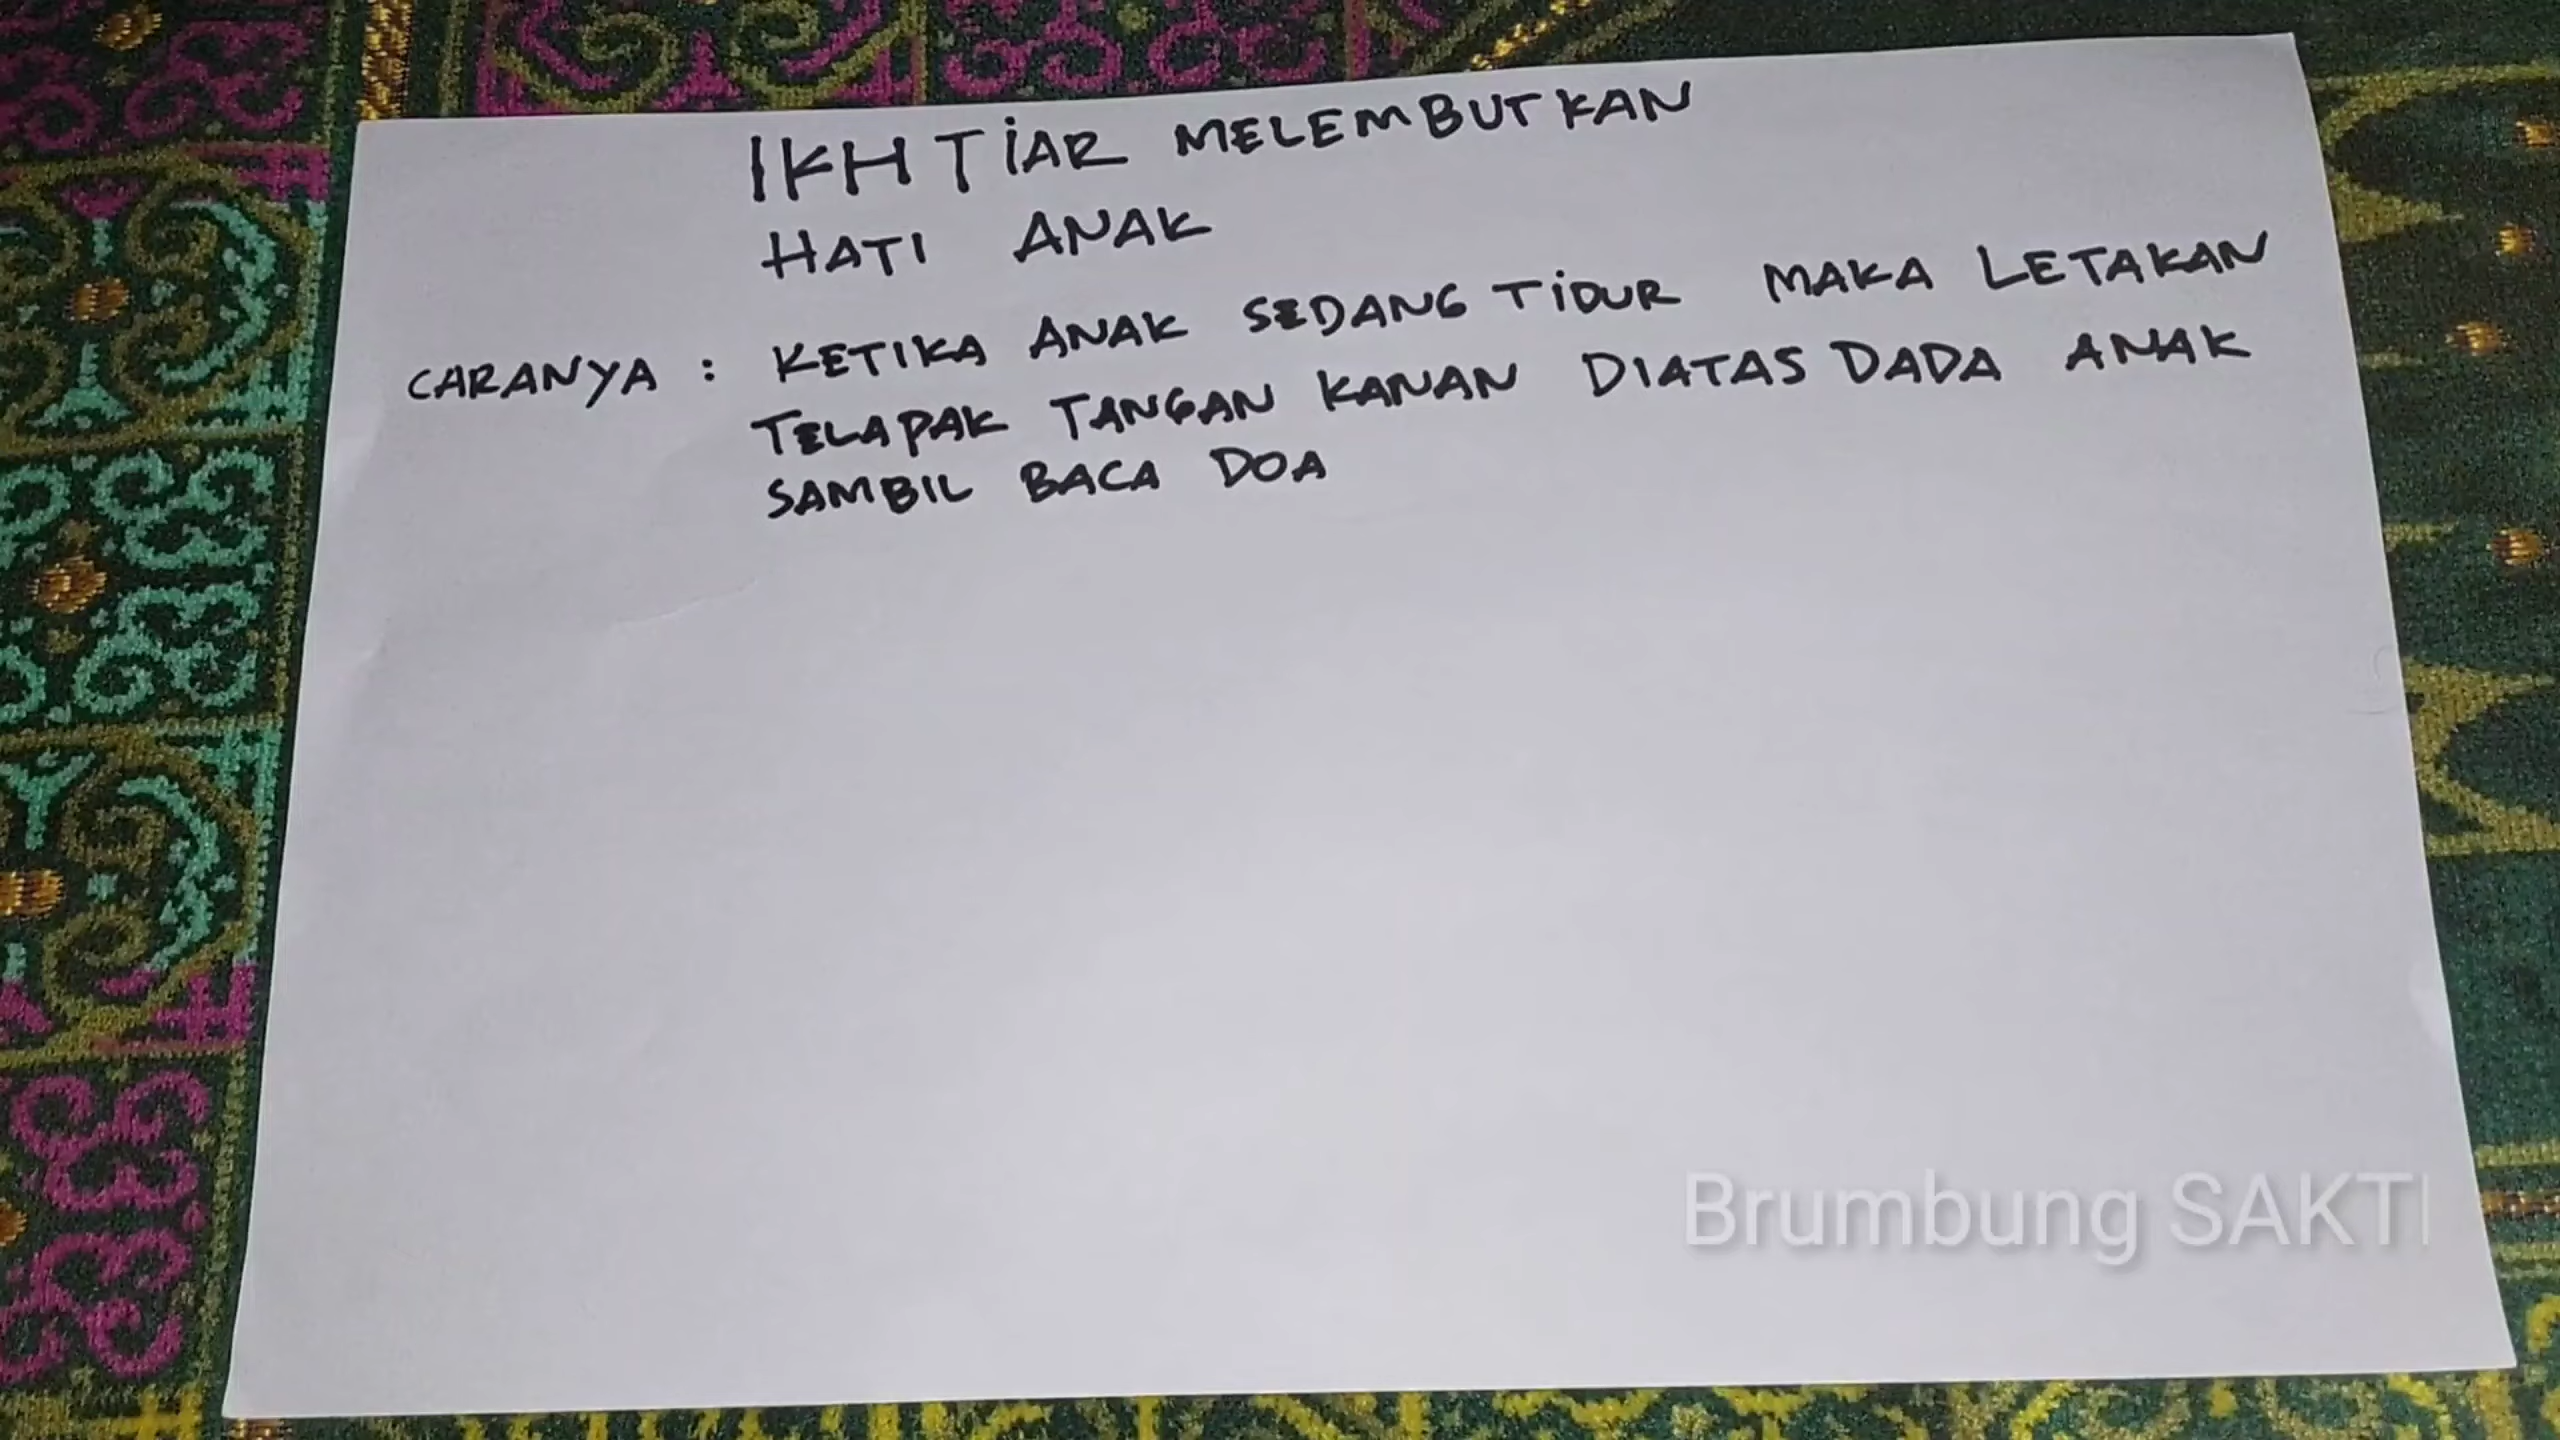 IKHTIAR MELEMBUTKAN
HATI ANAK
CARANYA : KETIKA ANAK SEDANG TIDUR MAKA LETAKAN
TELAPAK TANGAN KANAN DIATAS DADA ANAK
SAMBIL BACA DOA
Brumbung SAKTI